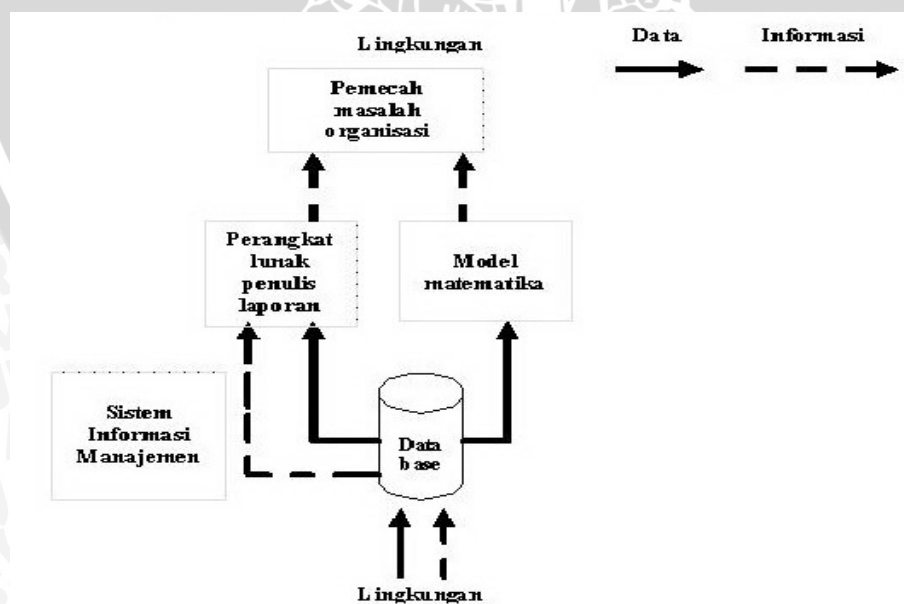 Lingkungan
Data
Informasi
Pemecah
masalah
organisasi
Perangkat
lunak
penulis
laporan
Model
matematika
Sistem
Informasi
Manajemen
Data
base
Lingkungan